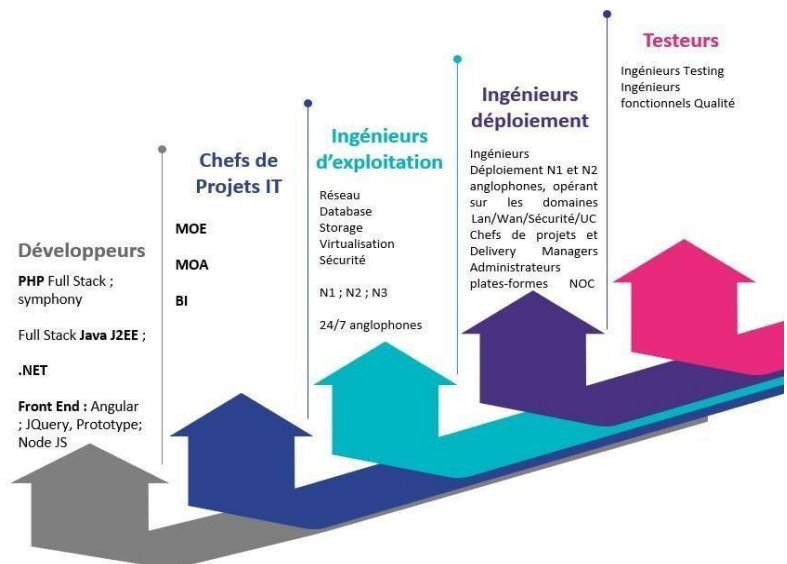 Développeurs
PHP Full Stack ;
symphony
Full Stack Java J2EE ;
.NET
Front End : Angular
; JQuery, Prototype;
Node JS
Chefs de
Projets IT
MOE
MOA
BI
Ingénieurs
d'exploitation
Réseau
Database
Storage
Virtualisation
Sécurité
N1 ; N2 ; N3
24/7 anglophones
Ingénieurs
déploiement
Ingénieurs
Déploiement N1 et N2
anglophones, opérant
sur les domaines
Lan/Wan/Sécurité/UC
Chefs de projets et
Delivery Managers
Administrateurs
plates-formes NOC
Testeurs
Ingénieurs Testing
Ingénieurs
fonctionnels Qualité